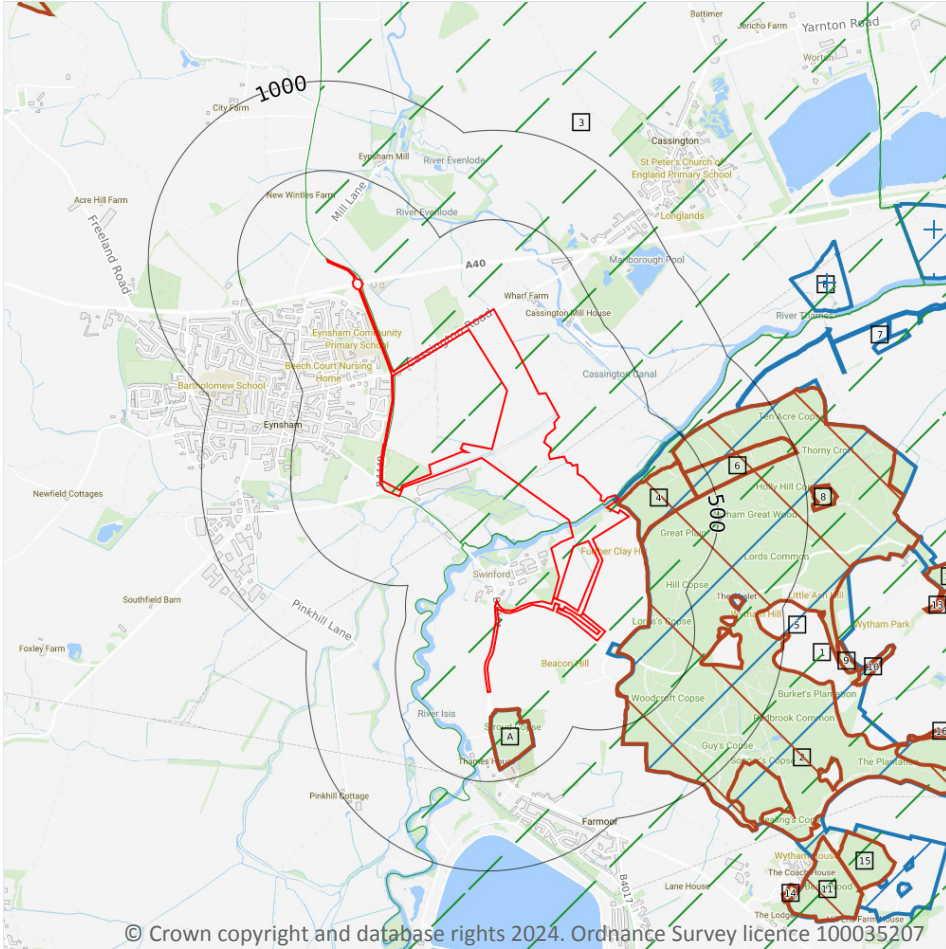 Battimer
Jericho Farm
Yarnton Road
Worton
1000
City Farm
3
Cassington
Eynsham Mill
River Evenlode
St Peter's Church of
England Primary School
New Wintles Farm
Mill Lane
Acre Hill Farm
River Evenlode
Longlands
Freeland Road
A40
Manborough Pool
Wharf Farm
Cassington Mill House
River Thames
7
Eynsham Community
Primary School
Beech Court Nursing
Home
Cassington Canal
Bartholomew School
Eynsham
Ten Acre Copse
Thorny Croft
6
Holly Hill Copse
Newfield Cottages
4
8
500
Great Plain
Lords Common
Swinford
Hill Copse
Southfield Barn
Little Ash Hill
13
Pinkhill Lane
5
Wytham Park
Foxley Farm
1
9
10
Beacon Hill
Woodcroft Copse
Burket's Plantation
River Isis
16
A
Guy's Copse
2
The Plantation
Thames House
Pinkhill Cottage
Farmoor
Wytham House
15
The Coach House
Lane House
14
11
B4017
The Lodge
© Crown copyright and database rights 2024. Ordnance Survey licence 100035207